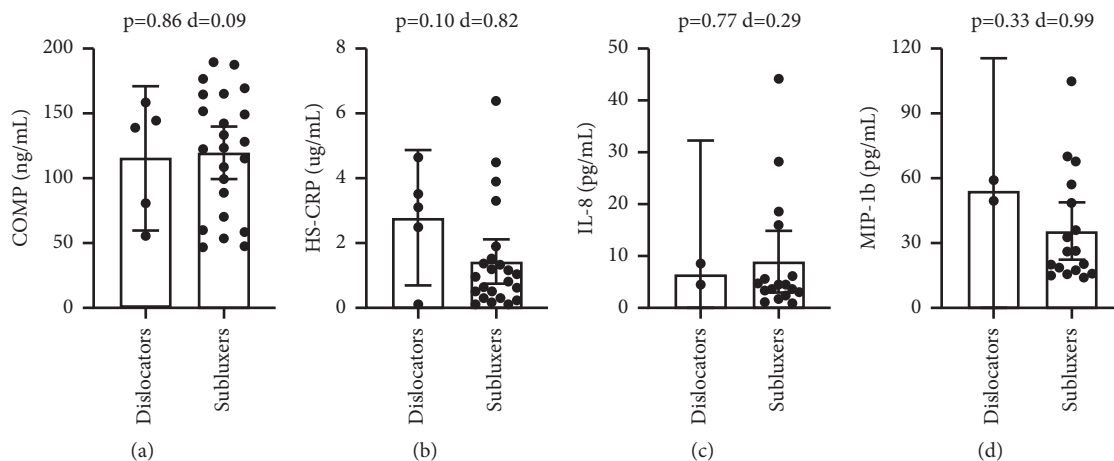 p=0.86 d=0.09
200
150
100
50
0
COMP (ng/mL)
Dislocators
Subluxers
(a)
p=0.10 d=0.82
8
6
4
2
0
HS-CRP (ug/mL)
Dislocators
Subluxers
(b)
p=0.77 d=0.29
50
40
30
20
10
0
IL-8 (pg/mL)
Dislocators
Subluxers
(c)
p=0.33 d=0.99
120
90
60
30
0
MIP-1b (pg/mL)
Dislocators
Subluxers
(d)